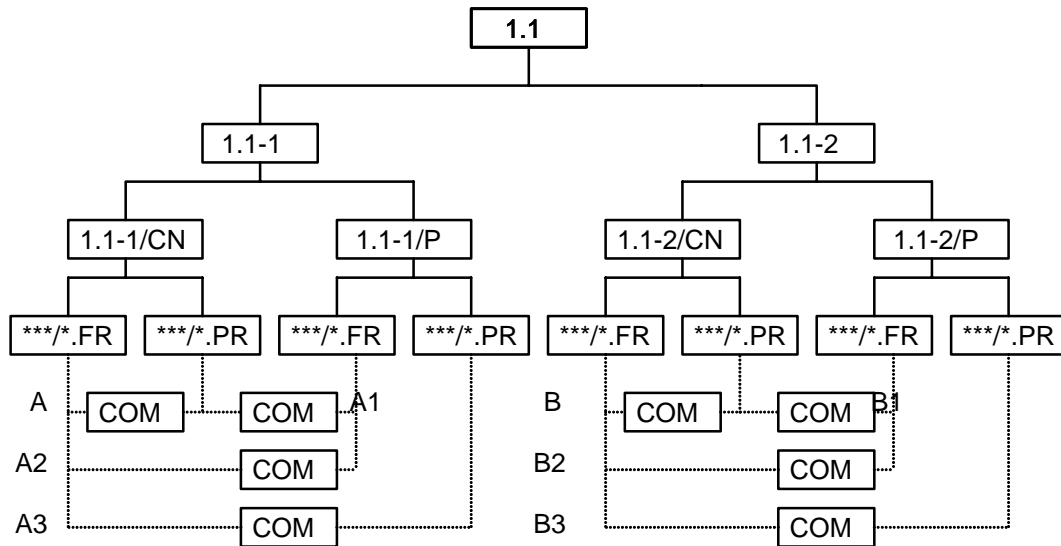 1.1
1.1-1 1.1-2
1.1-1/CN 1.1-1/P 1.1-2/CN 1.1-2/P
***/*.FR ***/*.PR ***/*.FR ***/*.PR ***/*.FR ***/*.PR ***/*.FR ***/*.PR
A COM COM A1 B COM COM B1
A2 COM B2 COM
A3 COM B3 COM